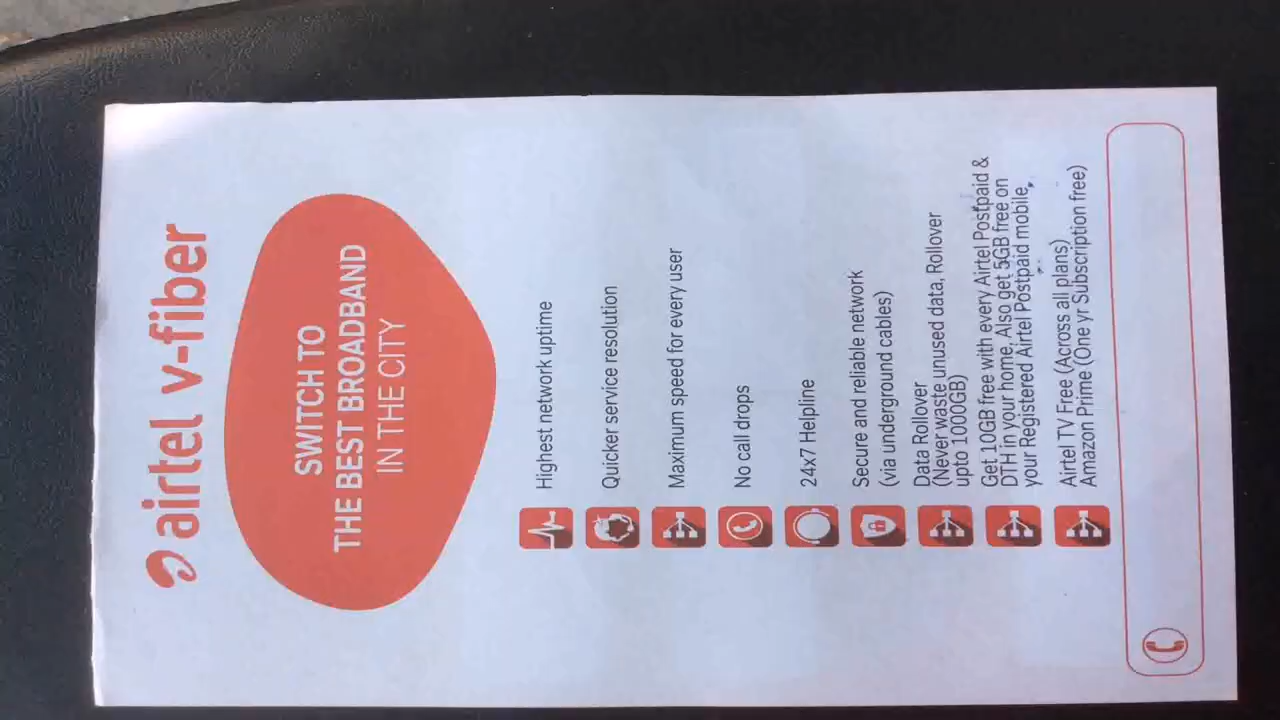 airtel v-fiber
SWITCH TO
THE BEST BROADBAND
IN THE CITY
Highest network uptime
Quicker service resolution
Maximum speed for every user
No call drops
24x7 Helpline
Secure and reliable network
(via underground cables)
Data Rollover
(Never waste unused data, Rollover
upto 1000GB)
Get 10GB free with every Airtel Postpaid &
DTH in your home. Also get 5GB free on
your Registered Airtel Postpaid mobile,
Airtel TV Free (Across all plans)
Amazon Prime (One yr Subscription free)